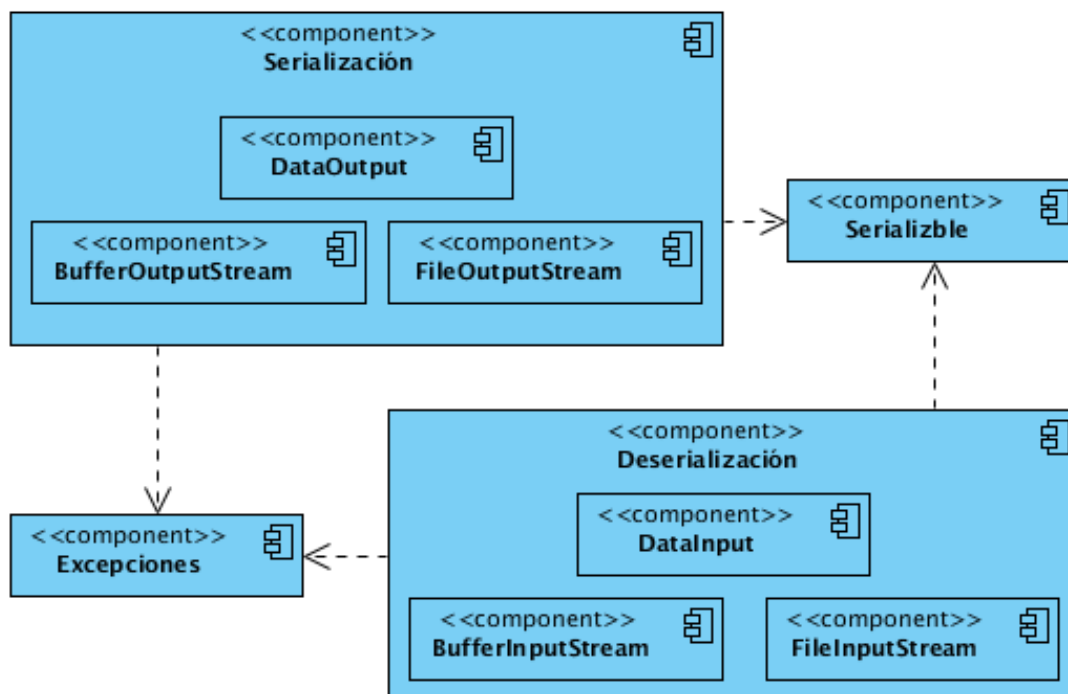 <<component>>
Serialización
<<component>>
DataOutput
<<component>>
BufferOutputStream
<<component>>
FileOutputStream
<<component>>
Serializble
<<component>>
Excepciones
<<component>>
Deserialización
<<component>>
DataInput
<<component>>
BufferInputStream
<<component>>
FileInputStream